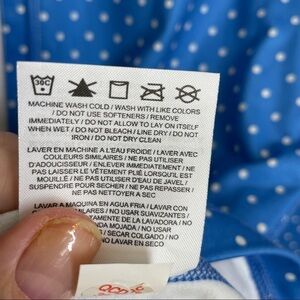 30C
MACHINE WASH COLD / WASH WITH LIKE COLORS
/ DO NOT USE SOFTENERS / REMOVE
IMMEDIATELY / DO NOT ALLOW TO LAY ON ITSELF
WHEN WET / DO NOT BLEACH / LINE DRY / DO NOT
IRON / DO NOT DRY CLEAN
LAVER EN MACHINE A L'EAU FROIDE / LAVER AVEC
COULEURS SIMILAIRES / NE PAS UTILISER
D'ADOUCISSEUR / ENLEVER IMMEDIATEMENT / NE
PAS LAISSER LE VÊTEMENT PLIÉ LORSQU'IL EST
MOUILLÉ / NE PAS UTILISER D'EAU DE JAVEL /
SUSPENDRE POUR SECHER / NE PAS REPASSER /
NE PAS NETTOYER A SEC
LAVAR A MAQUINA EN AGUA FRIA / LAVAR CON
SIMILARES / NO USAR SUAVIZANTES /
DE LA LAVADORA / NO
MOJADA / NO USAR
SECAR COLGADO / NO
EN SECO